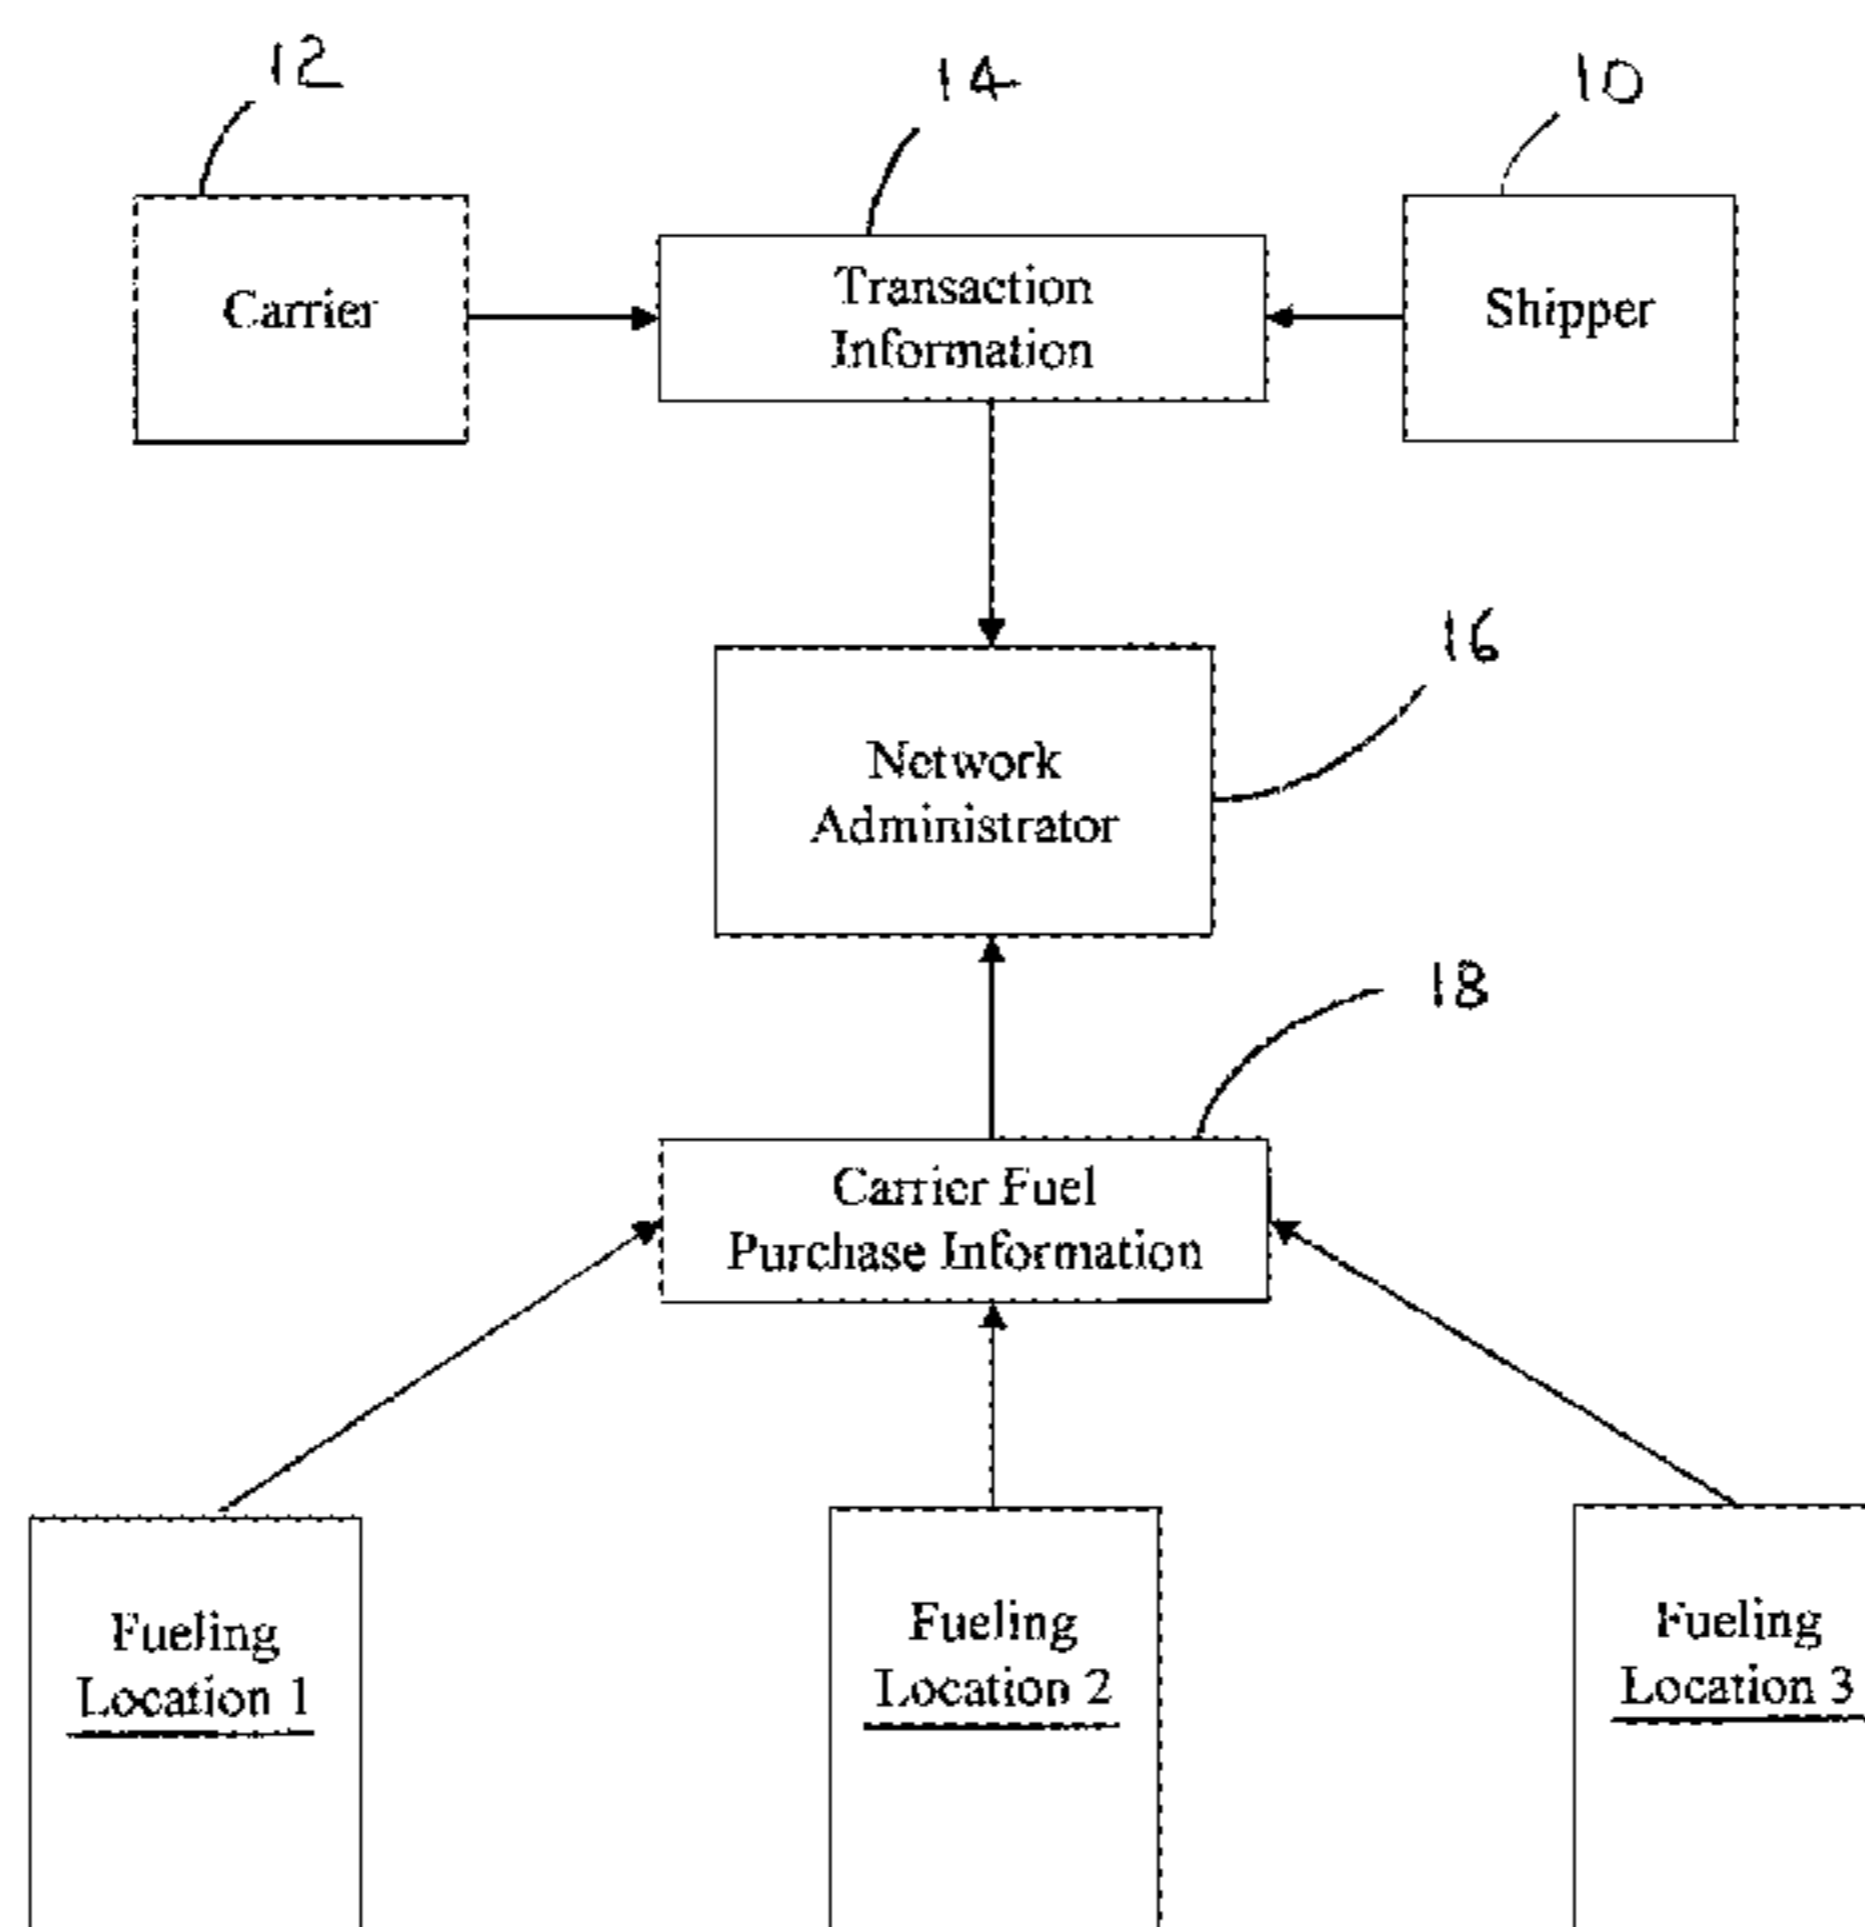 12
14
10
Carrier
Transaction
Information
Shipper
16
Network
Administrator
18
Carrier Fuel
Purchase Information
Fueling
Location 1
Fueling
Location 2
Fueling
Location 3